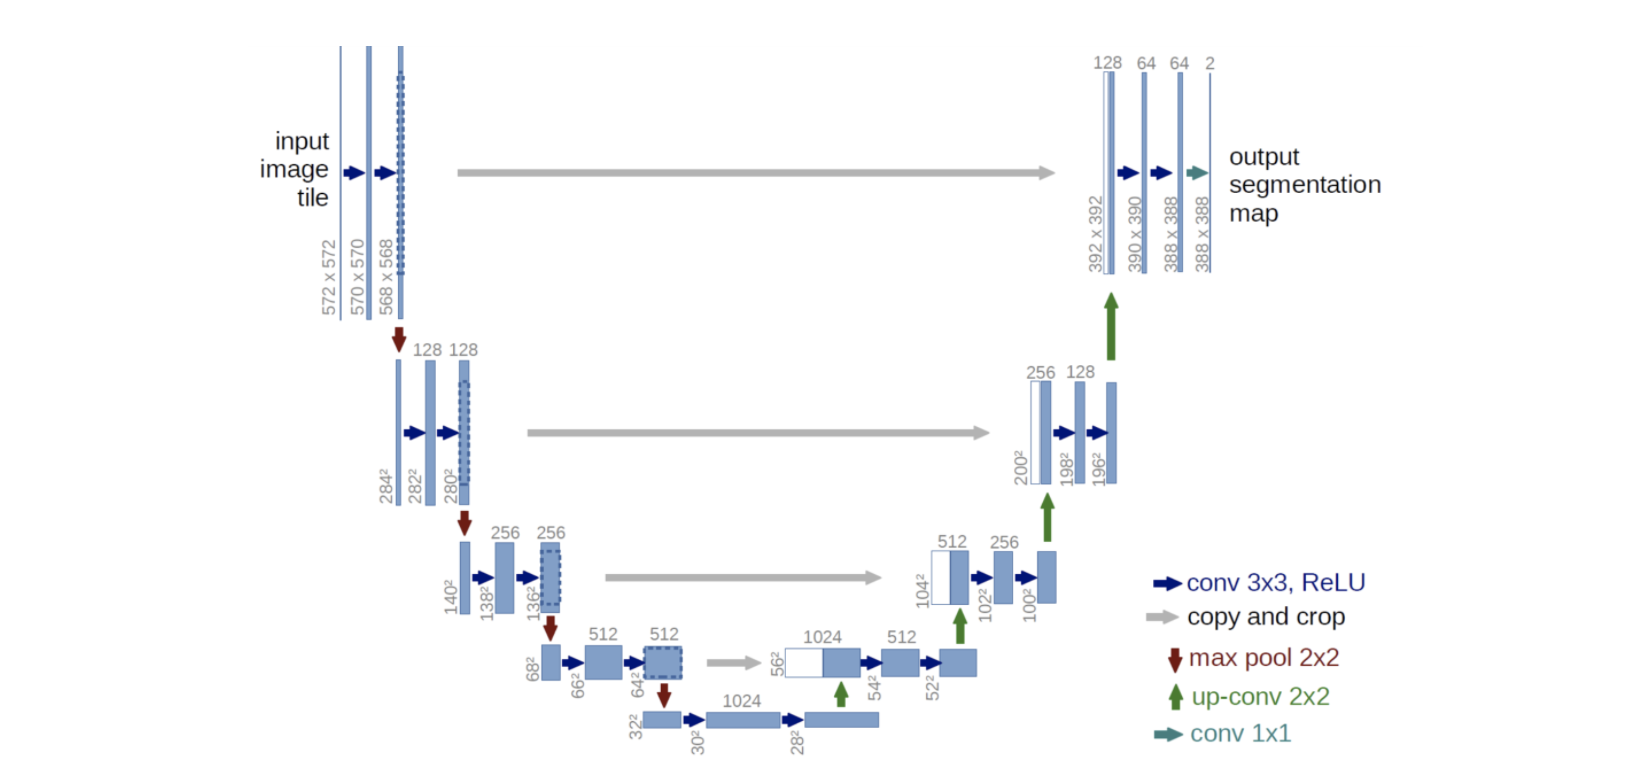 input
image
tile
572 x 572
570 x 570
568 x 568
128
64
64
2
392 x 392
390 x 390
388 x 388
388 x 388
output
segmentation
map
128
128
284²
282²
280²
256
128
200²
198²
196²
256
256
140²
138²
136²
512
256
104²
102²
100²
512
512
68²
66²
64²
1024
512
56²
54²
52²
1024
32²
30²
28²
conv 3x3, ReLU
copy and crop
max pool 2x2
up-conv 2x2
conv 1x1